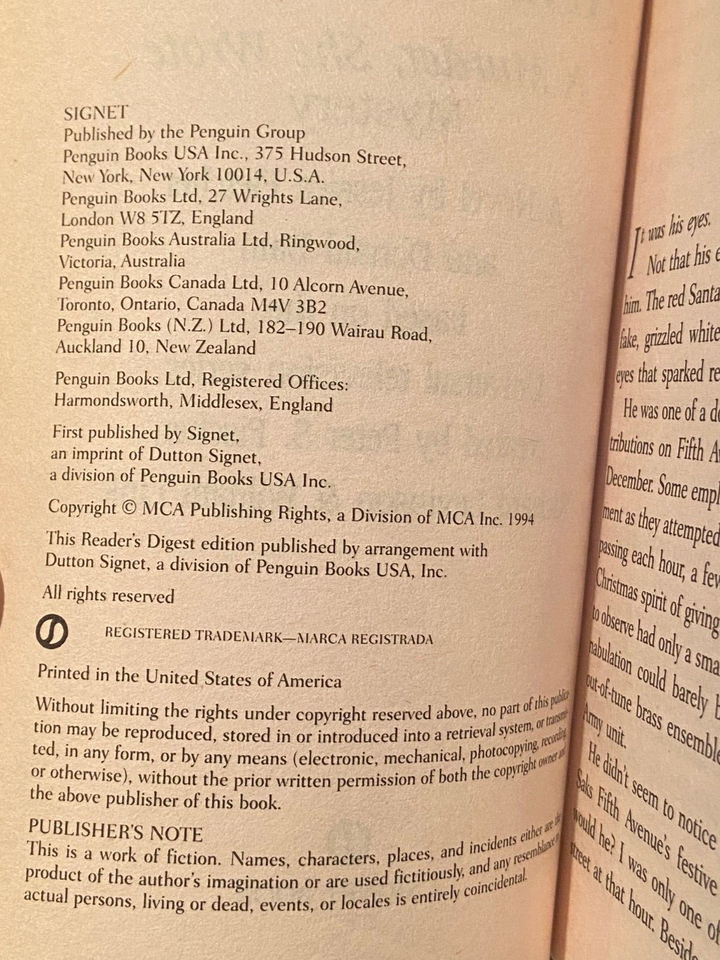 SIGNET
Published by the Penguin Group
Penguin Books USA Inc., 375 Hudson Street,
New York, New York 10014, U.S.A.
Penguin Books Ltd, 27 Wrights Lane,
London W8 5TZ, England
Penguin Books Australia Ltd, Ringwood,
Victoria, Australia
Penguin Books Canada Ltd, 10 Alcorn Avenue,
Toronto, Ontario, Canada M4V 3B2
Penguin Books (N.Z.) Ltd, 182–190 Wairau Road,
Auckland 10, New Zealand
Penguin Books Ltd, Registered Offices:
Harmondsworth, Middlesex, England
First published by Signet,
an imprint of Dutton Signet,
a division of Penguin Books USA Inc.
Copyright © MCA Publishing Rights, a Division of MCA Inc. 1994
This Reader's Digest edition published by arrangement with
Dutton Signet, a division of Penguin Books USA, Inc.
All rights reserved
REGISTERED TRADEMARK—MARCA REGISTRADA
Printed in the United States of America
Without limiting the rights under copyright reserved above, no part of this publica-
tion may be reproduced, stored in or introduced into a retrieval system, or transmit-
ted, in any form, or by any means (electronic, mechanical, photocopying, recording,
or otherwise), without the prior written permission of both the copyright owner and
the above publisher of this book.
PUBLISHER'S NOTE
This is a work of fiction. Names, characters, places, and incidents either are the
product of the author's imagination or are used fictitiously, and any resemblance to
actual persons, living or dead, events, or locales is entirely coincidental.
It was his eyes.
Not that his
him. The red Santa
fake, grizzled white
eyes that sparked
He was one of a
tributions on Fifth
December. Some
ment as they attempted
passing each hour, a few
Christmas spirit of giving
to observe had only a
nabulation could barely
out-of-tune brass
Army unit.
He didn't seem to notice
Saks Fifth Avenue's festive
would he? I was only one of
street at that hour.